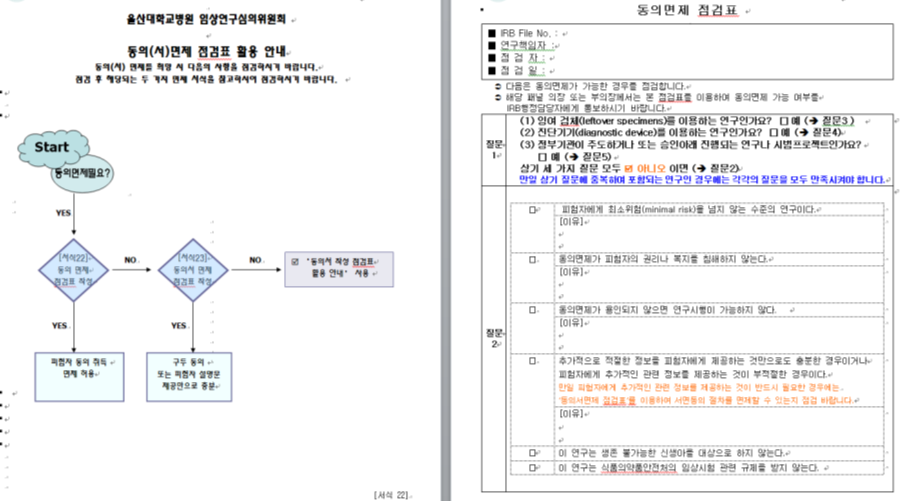 울산대학교병원 임상연구심의위원회
동의(서)면제 점검표 활용 안내
동의(서) 면제를 희망 시 다음의 사항을 점검하시기 바랍니다.
점검 후 해당되는 두 가지 면제 서식을 참고하시어 점검하시기 바랍니다.
Start
동의면제필요?
YES
[서식22]
동의 면제
점검표 작성
NO
[서식23]
동의서 면제
점검표 작성
NO
☑ "동의서 작성 점검표
활용 안내" 사용
YES
YES
피험자 동의 취득
면제 허용
구두 동의
또는 피험자 설명문
제공만으로 충분
[서식 22]
동의면제 점검표
■ IRB File No. :
■ 연구책임자 :
■ 점 검 자 :
■ 점 검 일 :
➲ 다음은 동의면제가 가능한 경우를 점검합니다.
➲ 해당 패널 의장 또는 부의장께서는 본 점검표를 이용하여 동의면제 가능 여부를
IRB행정담당자에게 통보하시기 바랍니다.
질문1
(1) 잉여 검체(leftover specimens)를 이용하는 연구인가요? □ 예 (➔ 질문3)
(2) 진단기기(diagnostic device)를 이용하는 연구인가요? □ 예 (➔ 질문4)
(3) 정부기관이 주도하거나 또는 승인아래 진행되는 연구나 시범프로젝트인가요?
□ 예 (➔ 질문5)
상기 세 가지 질문 모두 ☑ 아니오 이면 (➔ 질문2)
만일 상기 질문에 중복하여 포함되는 연구인 경우에는 각각의 질문을 모두 만족시켜야 합니다.
질문2
□ 피험자에게 최소위험(minimal risk)를 넘지 않는 수준의 연구이다.
[이유]
□ 동의면제가 피험자의 권리나 복지를 침해하지 않는다.
[이유]
□ 동의면제가 용인되지 않으면 연구시행이 가능하지 않다.
[이유]
□ 추가적으로 적절한 정보를 피험자에게 제공하는 것만으로도 충분한 경우이거나
피험자에게 추가적인 관련 정보를 제공하는 것이 부적절한 경우이다.
만일 피험자에게 추가적인 관련 정보를 제공하는 것이 반드시 필요한 경우에는,
'동의서면제 점검표'를 이용하여 서면동의 절차를 면제할 수 있는지 점검 바랍니다.
[이유]
□ 이 연구는 생존 불가능한 신생아를 대상으로 하지 않는다.
□ 이 연구는 식품의약품안전처의 임상시험 관련 규제를 받지 않는다.